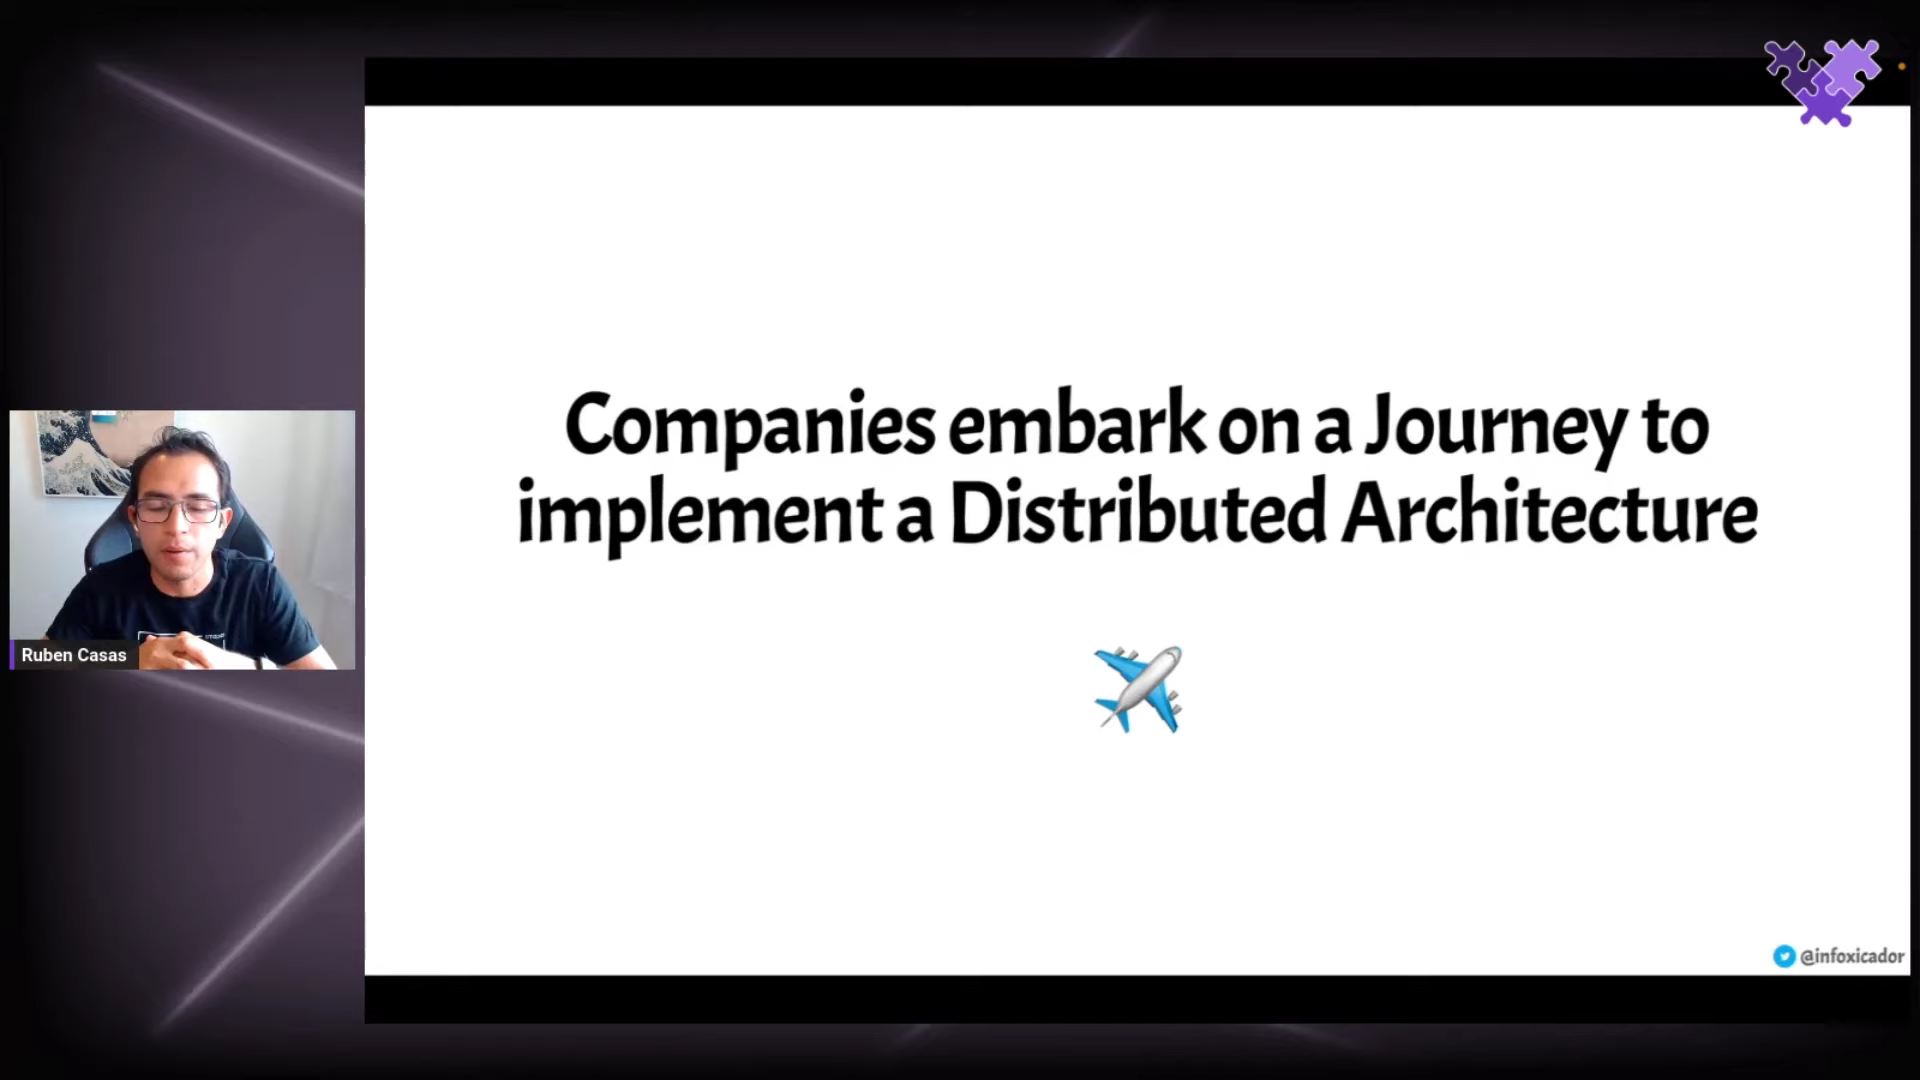 Companies embark on a Journey to
implement a Distributed Architecture
Ruben Casas
@infoxicador